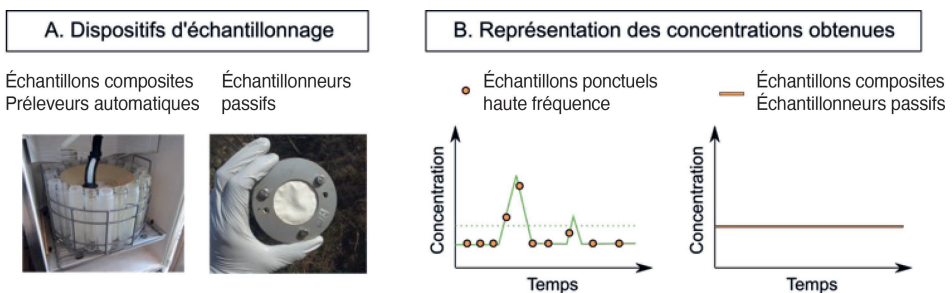 A. Dispositifs d'échantillonnage
B. Représentation des concentrations obtenues
Échantillons composites
Préleveurs automatiques
Échantillonneurs
passifs
Échantillons ponctuels
haute fréquence
Échantillons composites
Échantillonneurs passifs
Concentration
Temps
Concentration
Temps